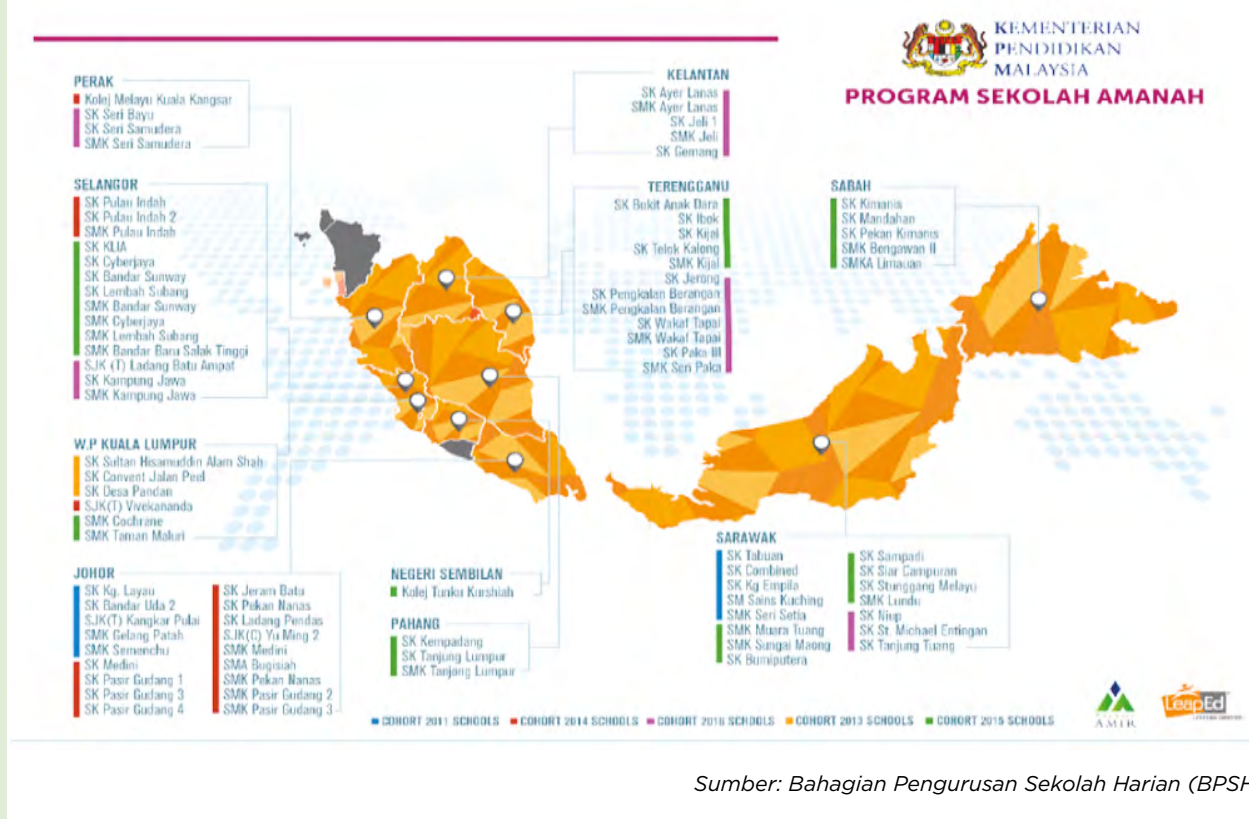 KEMENTERIAN
PENDIDIKAN
MALAYSIA
PROGRAM SEKOLAH AMANAH
PERAK
Kolej Melayu Kuala Kangsar
SK Seri Bayu
SK Seri Samudera
SMK Seri Samudera
KELANTAN
SK Ayer Lanas
SMK Ayer Lanas
SK Jeli 1
SMK Jeli
SK Gemang
SELANGOR
SK Pulau Indah
SK Pulau Indah 2
SMK Pulau Indah
SK KLIA
SK Cyberjaya
SK Bandar Sunway
SK Lembah Subang
SMK Bandar Sunway
SMK Cyberjaya
SMK Lembah Subang
SMK Bandar Baru Salak Tinggi
SJK (T) Ladang Batu Ampat
SK Kampung Jawa
SMK Kampung Jawa
TERENGGANU
SK Bukit Anak Dara
SK Ibok
SK Kijal
SK Telok Kalong
SMK Kijal
SK Jerong
SK Pengkalan Berangan
SMK Pengkalan Berangan
SK Wakaf Tapai
SMK Wakaf Tapai
SK Paka III
SMK Seri Paka
SABAH
SK Kimanis
SK Mandahan
SK Pekan Kimanis
SMK Bongawan II
SMKA Limauan
W.P KUALA LUMPUR
SK Sultan Hisamuddin Alam Shah
SK Convent Jalan Peel
SK Desa Pandan
SJK(T) Vivekananda
SMK Cochrane
SMK Taman Maluri
JOHOR
SK Kg. Layau
SK Bandar Uda 2
SJK(T) Kangkar Pulai
SMK Gelang Patah
SMK Semenchu
SK Medini
SK Pasir Gudang 1
SK Pasir Gudang 3
SK Pasir Gudang 4
SK Jeram Batu
SK Pekan Nanas
SK Ladang Pendas
SJK(C) Yu Ming 2
SMK Medini
SMA Bugisiah
SMK Pekan Nanas
SMK Pasir Gudang 2
SMK Pasir Gudang 3
NEGERI SEMBILAN
Kolej Tunku Kurshiah
PAHANG
SK Kempadang
SK Tanjung Lumpur
SMK Tanjong Lumpur
SARAWAK
SK Tabuan
SK Combined
SK Kg Empila
SM Sains Kuching
SMK Seri Setia
SMK Muara Tuang
SMK Sungai Maong
SK Bumiputera
SK Sampadi
SK Siar Campuran
SK Stunggang Melayu
SMK Lundu
SK Niup
SK St. Michael Entingan
SK Tanjung Tuang
COHORT 2011 SCHOOLS COHORT 2014 SCHOOLS COHORT 2016 SCHOOLS COHORT 2013 SCHOOLS COHORT 2015 SCHOOLS
AMIR
LeapEd
Sumber: Bahagian Pengurusan Sekolah Harian (BPSH